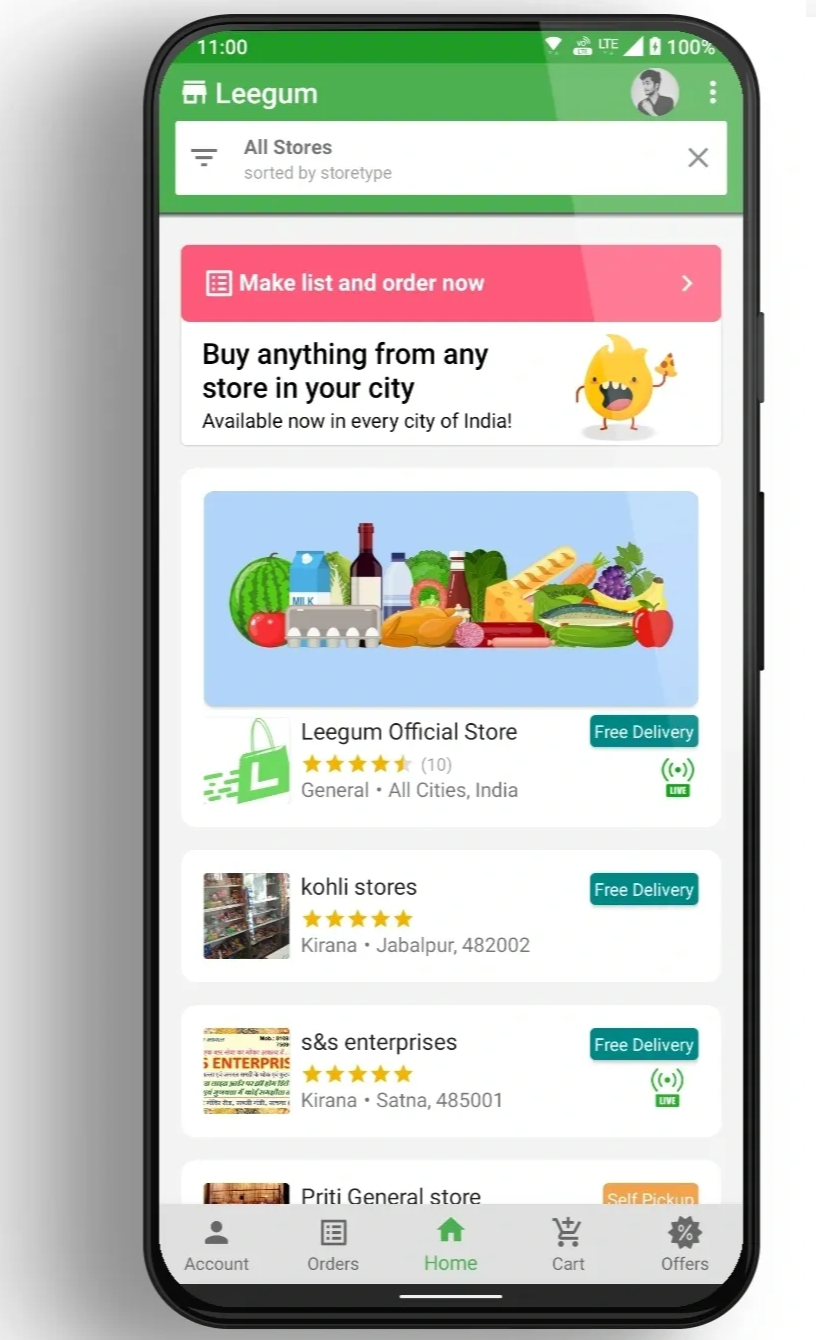 11:00
LTE
100%
Leegum
All Stores
sorted by storetype
Make list and order now
Buy anything from any
store in your city
Available now in every city of India!
MILK
Leegum Official Store
Free Delivery
(10)
LIVE
General • All Cities, India
kohli stores
Free Delivery
Kirana • Jabalpur, 482002
s&s enterprises
Free Delivery
S ENTERPRIS
LIVE
Kirana • Satna, 485001
Priti General store
Self Pickup
Account
Orders
Home
Cart
Offers